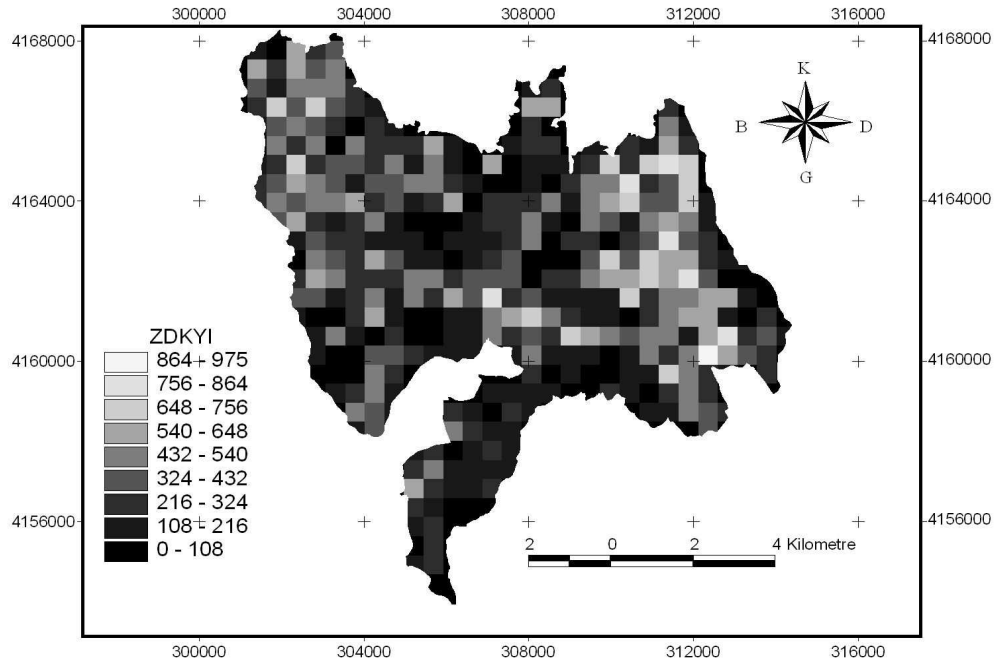 300000 304000 308000 312000 316000
4168000 4168000
K
B D
G
4164000 4164000
ZDKYI
864 - 975
4160000 4160000
756 - 864
648 - 756
540 - 648
432 - 540
324 - 432
216 - 324
108 - 216
0 - 108
4156000 4156000
2 0 2 4 Kilometre
300000 304000 308000 312000 316000